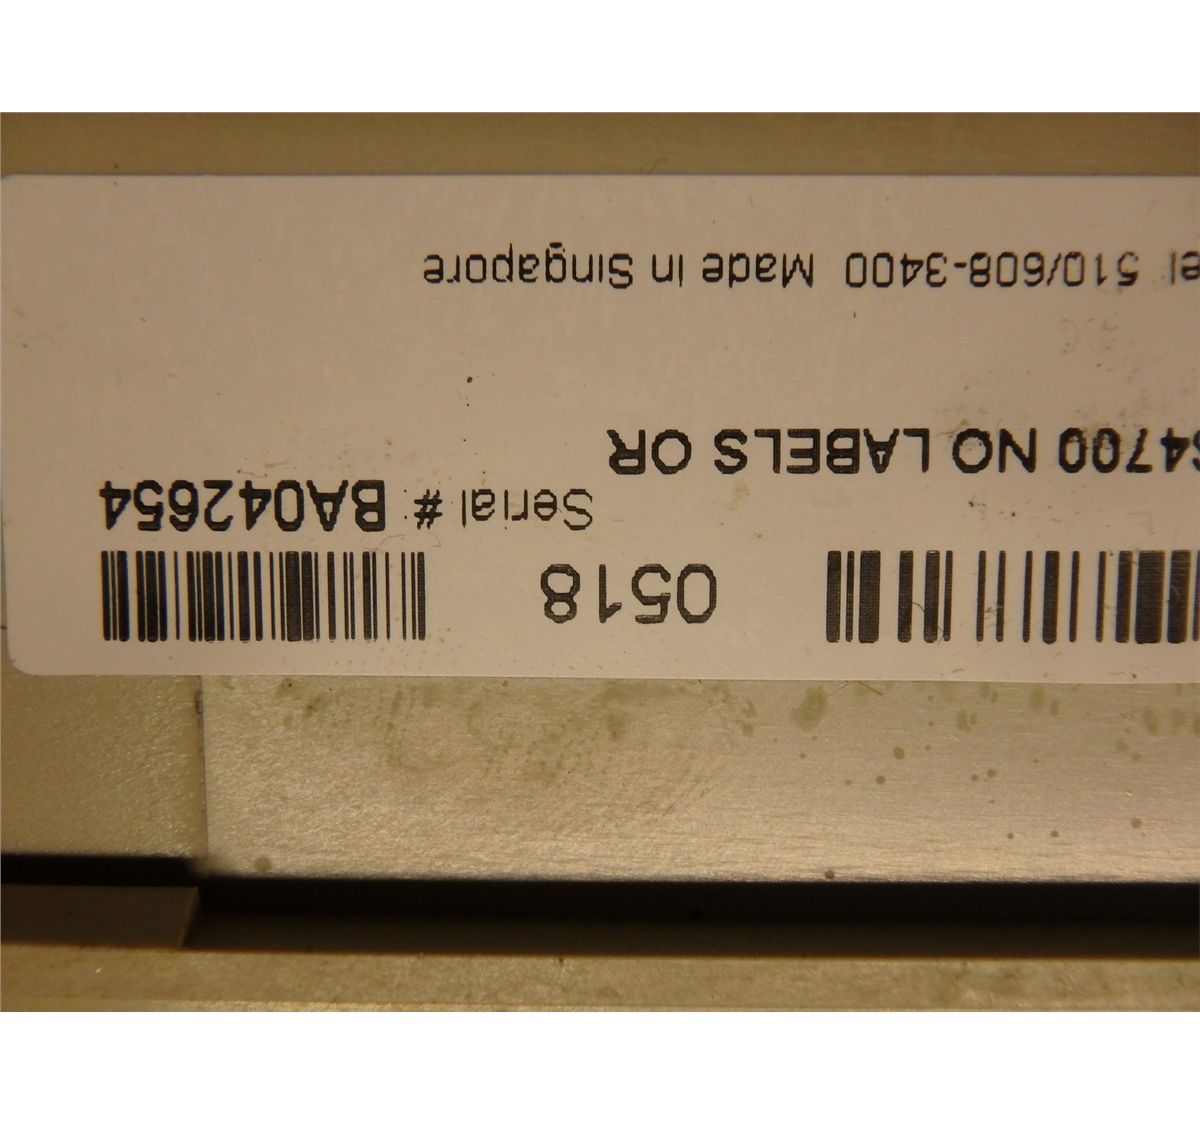 0518
Serial # BA042654
4700 NO LABELS OR
el 510/608-3400 Made in Singapore